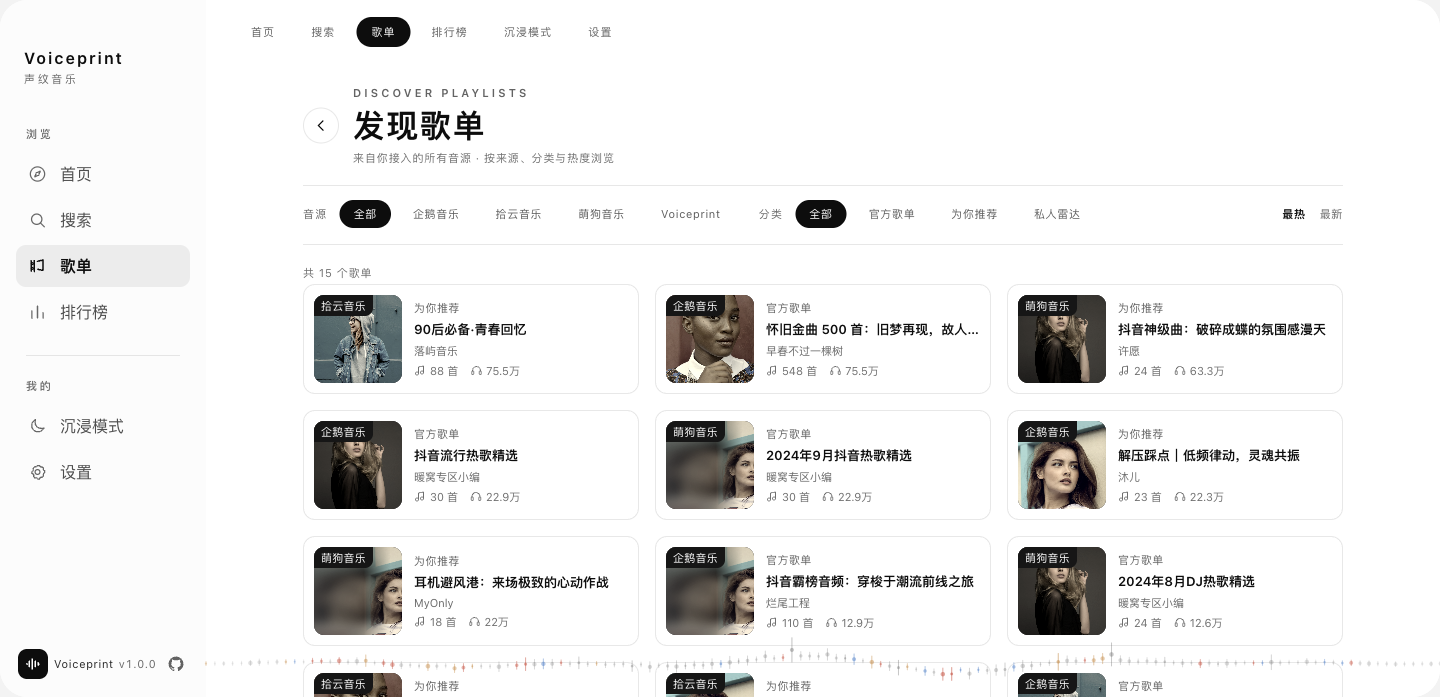 Voiceprint
声纹音乐
浏览
首页
搜索
歌单
排行榜
我的
沉浸模式
设置
Voiceprint v1.0.0
首页 搜索 歌单 排行榜 沉浸模式 设置
DISCOVER PLAYLISTS
发现歌单
来自你接入的所有音源 · 按来源、分类与热度浏览
音源 全部 企鹅音乐 拾云音乐 萌狗音乐 Voiceprint 分类 全部 官方歌单 为你推荐 私人雷达 最热 最新
共 15 个歌单
拾云音乐
为你推荐
90后必备·青春回忆
落屿音乐
88 首 75.5万
企鹅音乐
官方歌单
怀旧金曲 500 首：旧梦再现，故人...
早春不过一棵树
548 首 75.5万
萌狗音乐
为你推荐
抖音神级曲：破碎成蝶的氛围感漫天
许愿
24 首 63.3万
企鹅音乐
官方歌单
抖音流行热歌精选
暖窝专区小编
30 首 22.9万
萌狗音乐
官方歌单
2024年9月抖音热歌精选
暖窝专区小编
30 首 22.9万
企鹅音乐
为你推荐
解压踩点丨低频律动，灵魂共振
沐儿
23 首 22.3万
萌狗音乐
为你推荐
耳机避风港：来场极致的心动作战
MyOnly
18 首 22万
企鹅音乐
官方歌单
抖音霸榜音频：穿梭于潮流前线之旅
烂尾工程
110 首 12.9万
萌狗音乐
官方歌单
2024年8月DJ热歌精选
暖窝专区小编
24 首 12.6万
拾云音乐
为你推荐
拾云音乐
官方歌单
企鹅音乐
官方歌单